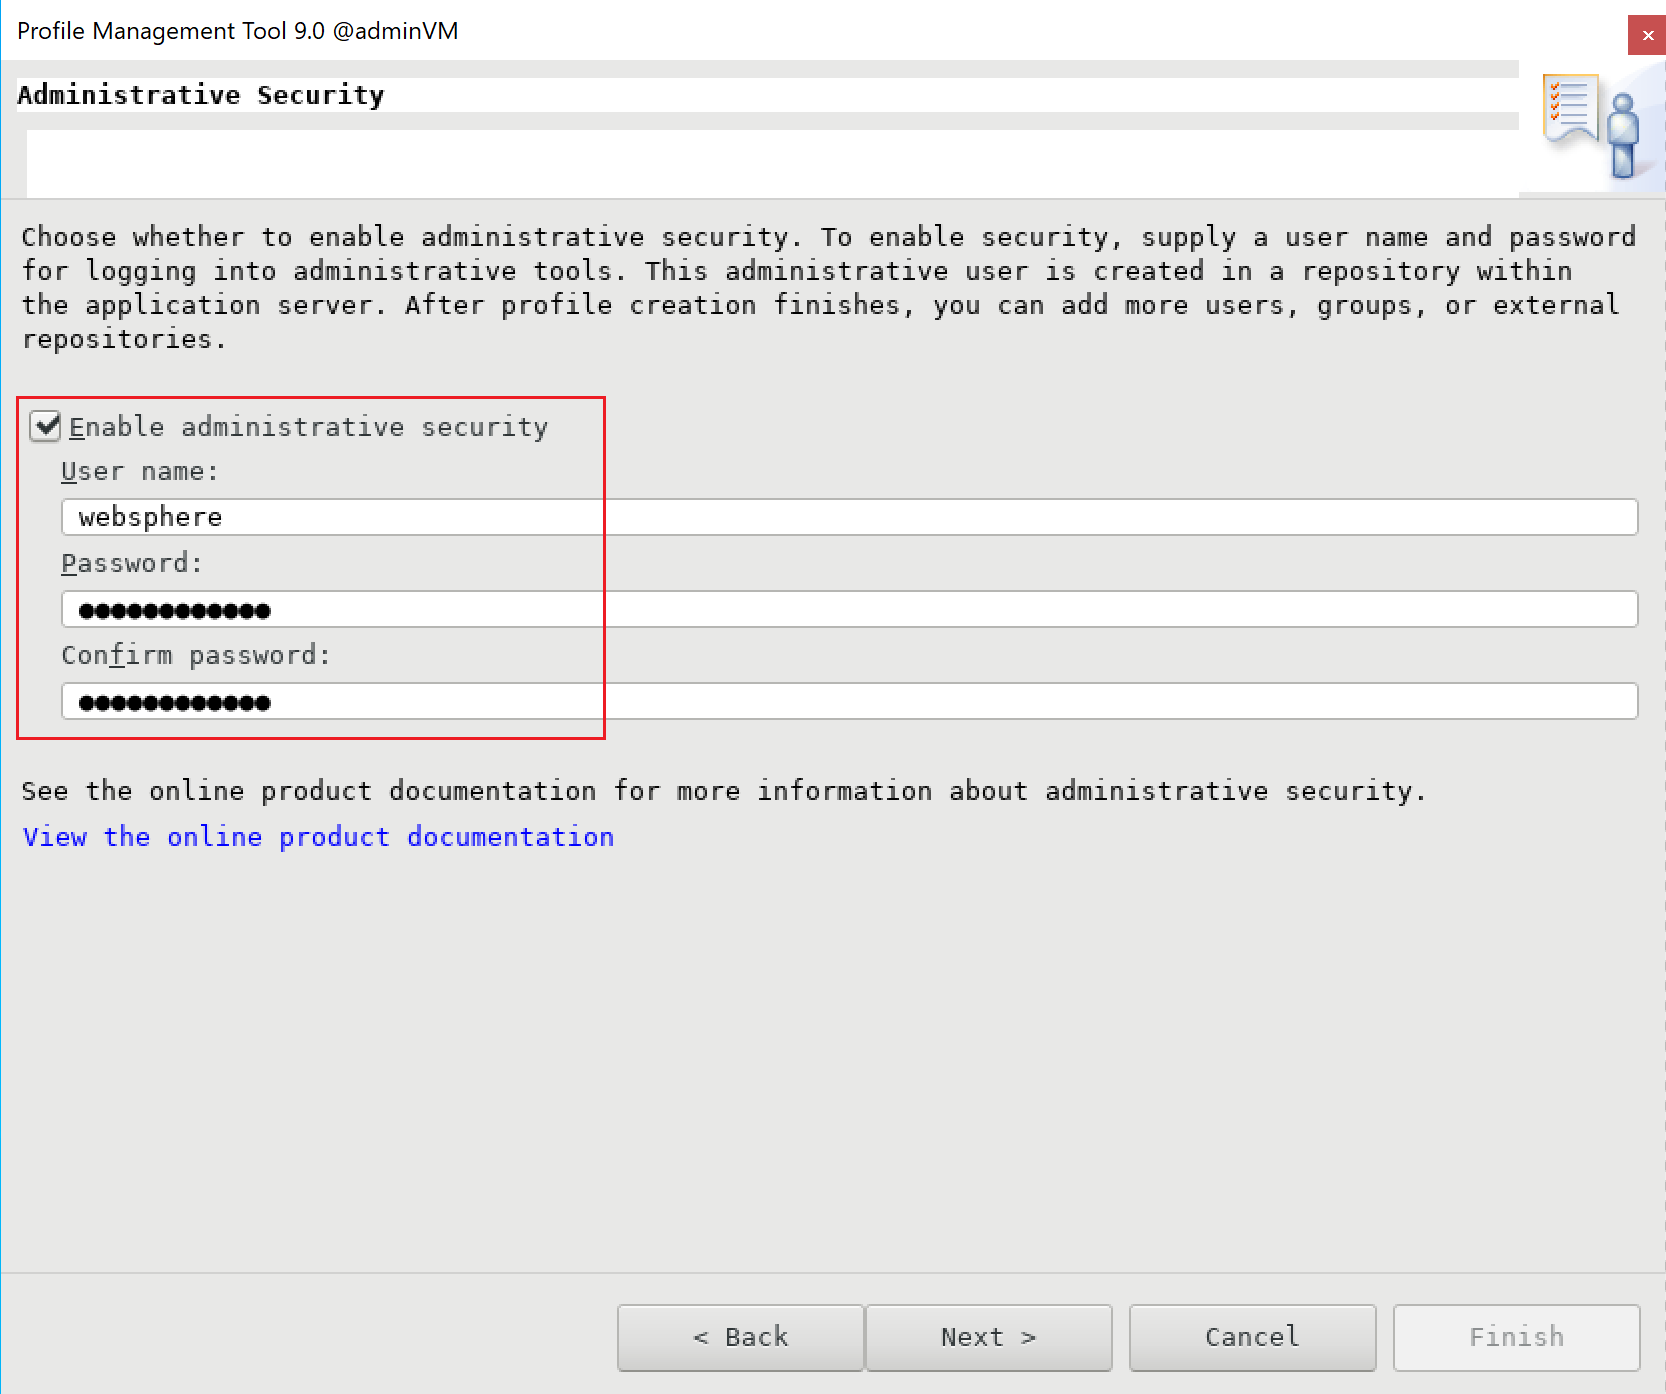 Profile Management Tool 9.0 @adminVM
Administrative Security
Choose whether to enable administrative security. To enable security, supply a user name and password
for logging into administrative tools. This administrative user is created in a repository within
the application server. After profile creation finishes, you can add more users, groups, or external
repositories.
Enable administrative security
User name:
websphere
Password:
●●●●●●●●●●●●
Confirm password:
●●●●●●●●●●●●
See the online product documentation for more information about administrative security.
View the online product documentation
< Back Next > Cancel Finish